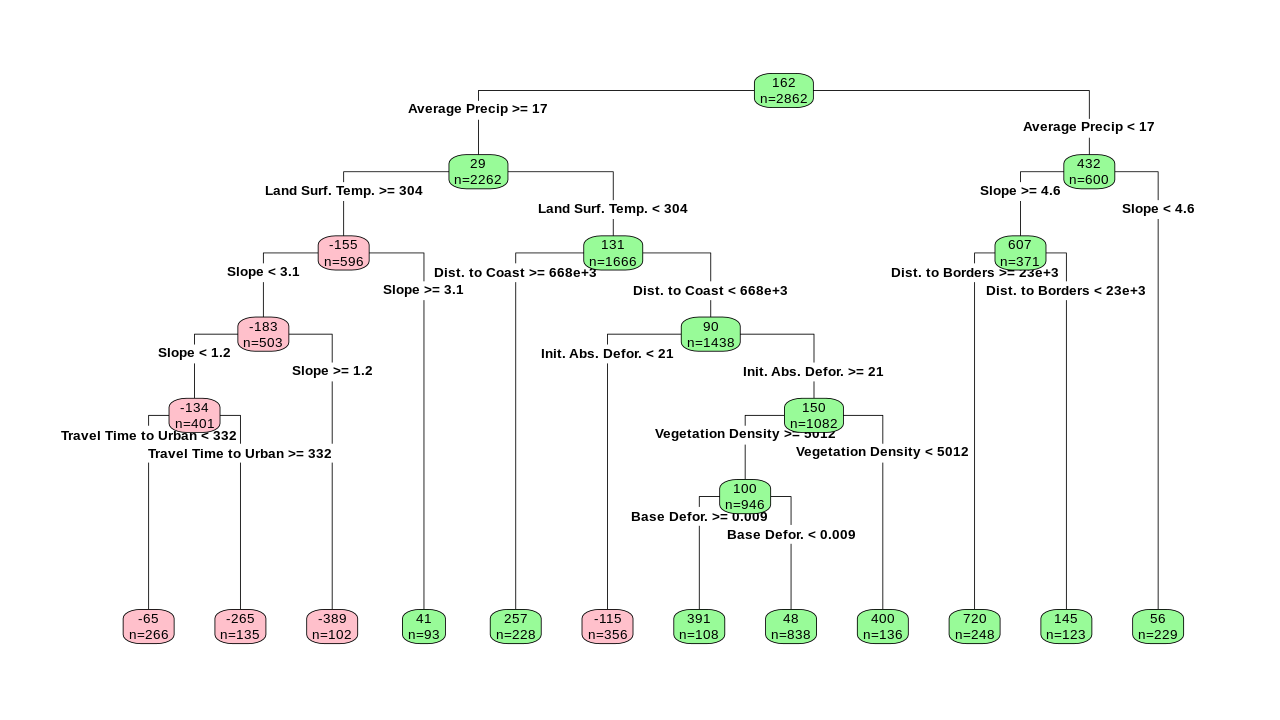 162
n=2862
Average Precip >= 17
Average Precip < 17
29
n=2262
432
n=600
Land Surf. Temp. >= 304
Land Surf. Temp. < 304
Slope >= 4.6
Slope < 4.6
-155
n=596
131
n=1666
607
n=371
Slope < 3.1
Slope >= 3.1
Dist. to Coast >= 668e+3
Dist. to Coast < 668e+3
Dist. to Borders >= 23e+3
Dist. to Borders < 23e+3
-183
n=503
90
n=1438
Slope < 1.2
Slope >= 1.2
Init. Abs. Defor. < 21
Init. Abs. Defor. >= 21
-134
n=401
150
n=1082
Travel Time to Urban < 332
Travel Time to Urban >= 332
Vegetation Density >= 5012
Vegetation Density < 5012
100
n=946
Base Defor. >= 0.009
Base Defor. < 0.009
-65
n=266
-265
n=135
-389
n=102
41
n=93
257
n=228
-115
n=356
391
n=108
48
n=838
400
n=136
720
n=248
145
n=123
56
n=229